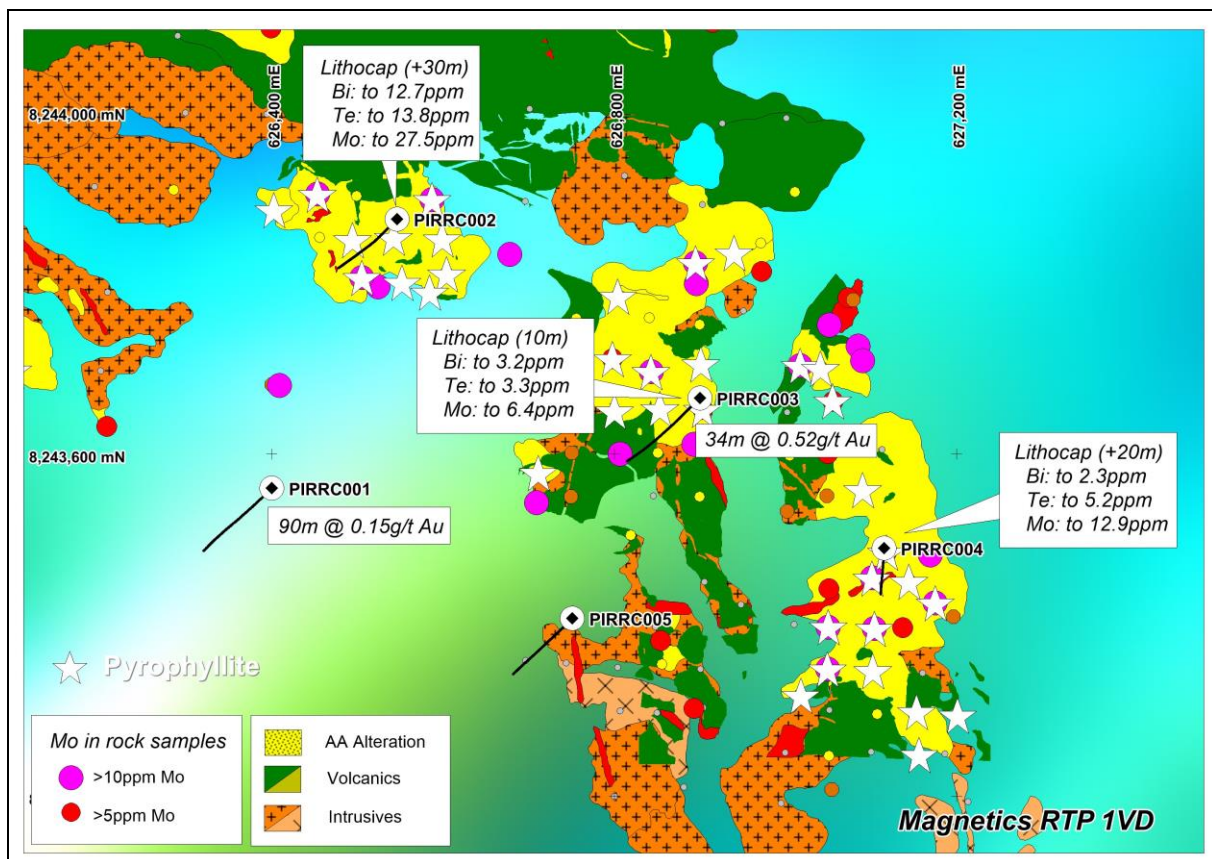 626,400 mE
626,800 mE
627,200 mE
8,244,000 mN
Lithocap (+30m)
Bi: to 12.7ppm
Te: to 13.8ppm
Mo: to 27.5ppm
PIRRC002
Lithocap (10m)
Bi: to 3.2ppm
Te: to 3.3ppm
Mo: to 6.4ppm
PIRRC003
34m @ 0.52g/t Au
8,243,600 mN
Lithocap (+20m)
Bi: to 2.3ppm
Te: to 5.2ppm
Mo: to 12.9ppm
PIRRC001
90m @ 0.15g/t Au
PIRRC004
PIRRC005
Pyrophyllite
Mo in rock samples
>10ppm Mo
>5ppm Mo
AA Alteration
Volcanics
Intrusives
Magnetics RTP 1VD